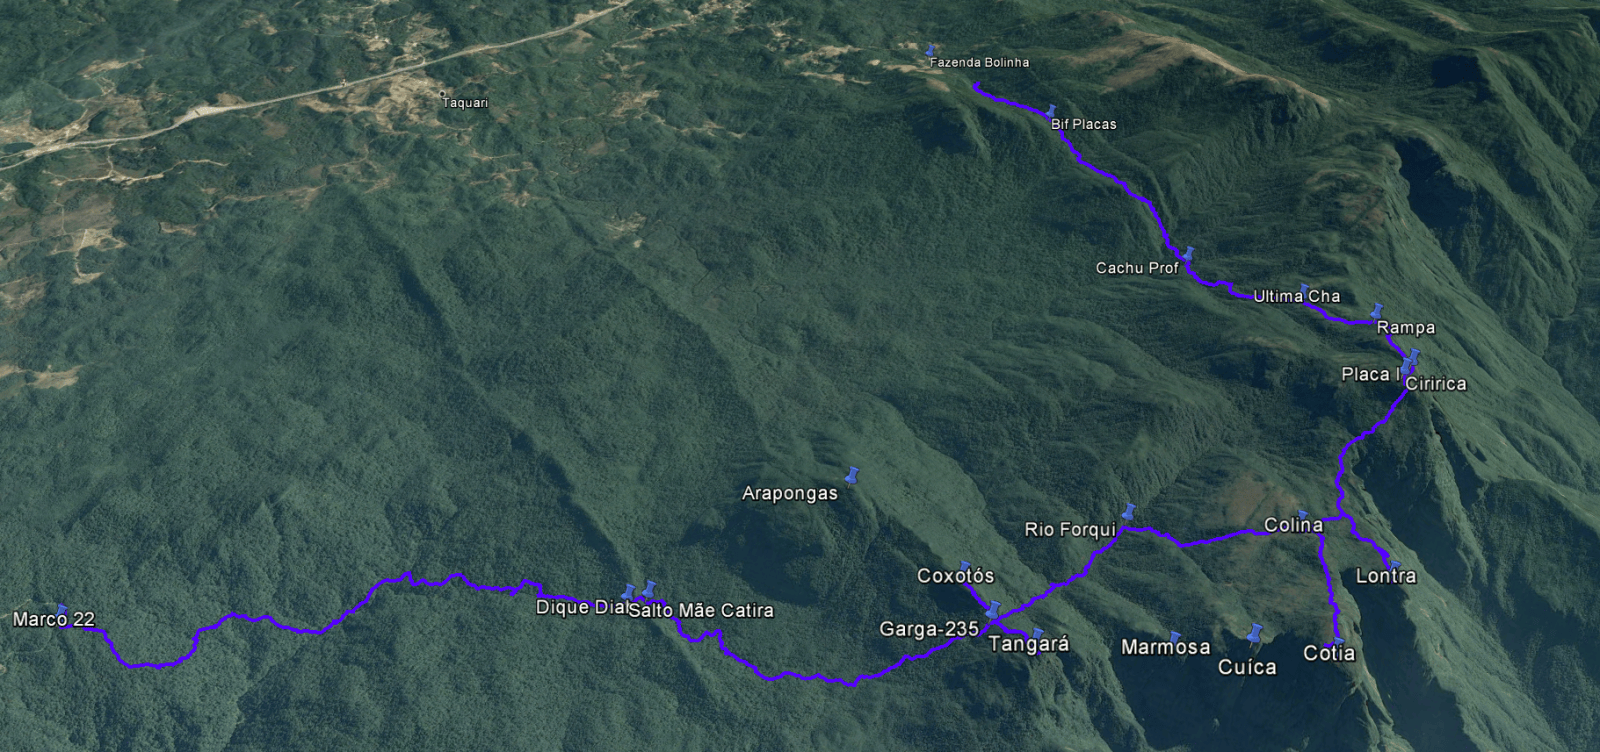 Fazenda Bolinha
Taquari
Bif Placas
Cachu Prof
Ultima Cha
Rampa
Placa I
Ciririca
Arapongas
Rio Forqui
Colina
Coxotós
Lontra
Dique Dial
Salto Mãe Catira
Marco 22
Garga-235
Tangará
Marmosa
Cuíca
Cotia